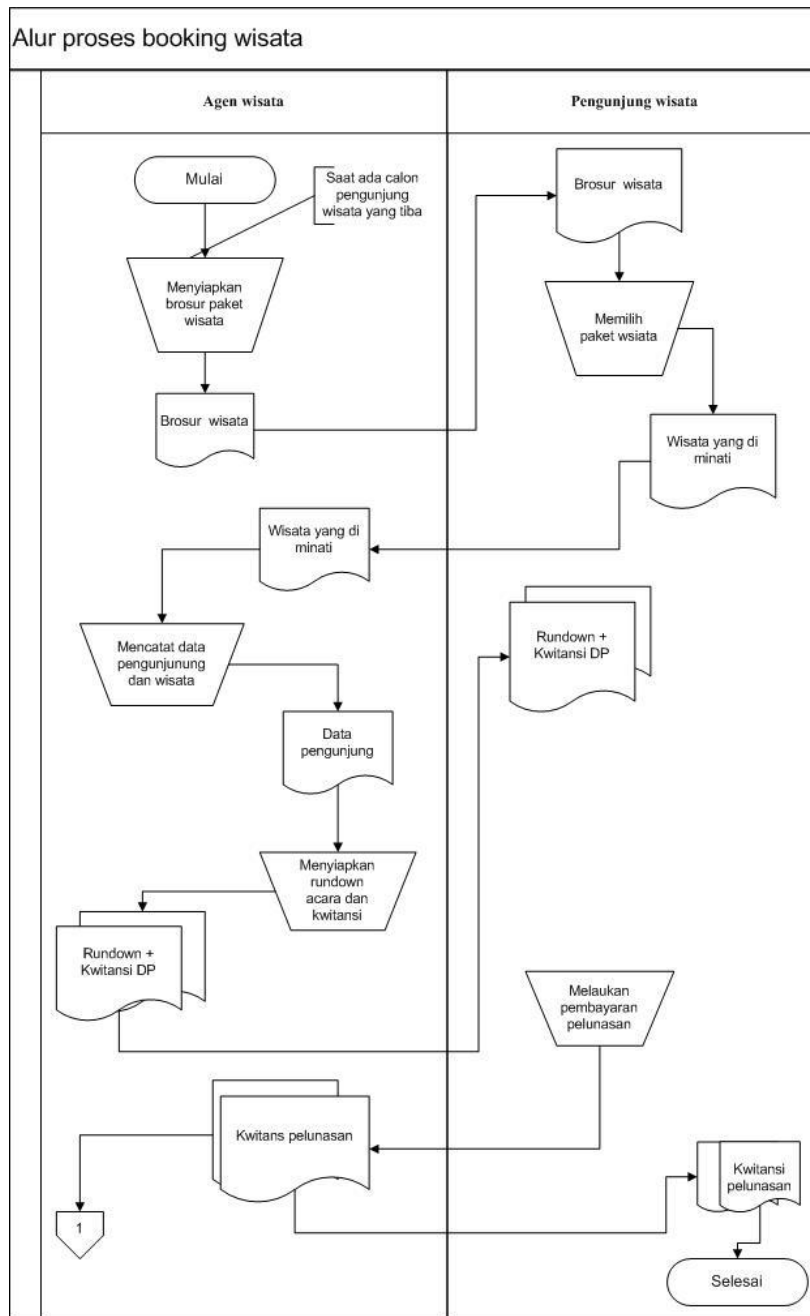 Alur proses booking wisata
Agen wisata
Pengunjung wisata
Mulai
Saat ada calon
pengunjung
wisata yang tiba
Brosur wisata
Menyiapkan
brosur paket
wisata
Memilih
paket wsiata
Brosur wisata
Wisata yang di
minati
Wisata yang di
minati
Rundown +
Kwitansi DP
Mencatat data
pengunjunung
dan wisata
Data
pengunjung
Menyiapkan
rundown
acara dan
kwitansi
Rundown +
Kwitansi DP
Melaukan
pembayaran
pelunasan
Kwitans pelunasan
Kwitansi
pelunasan
1
Selesai